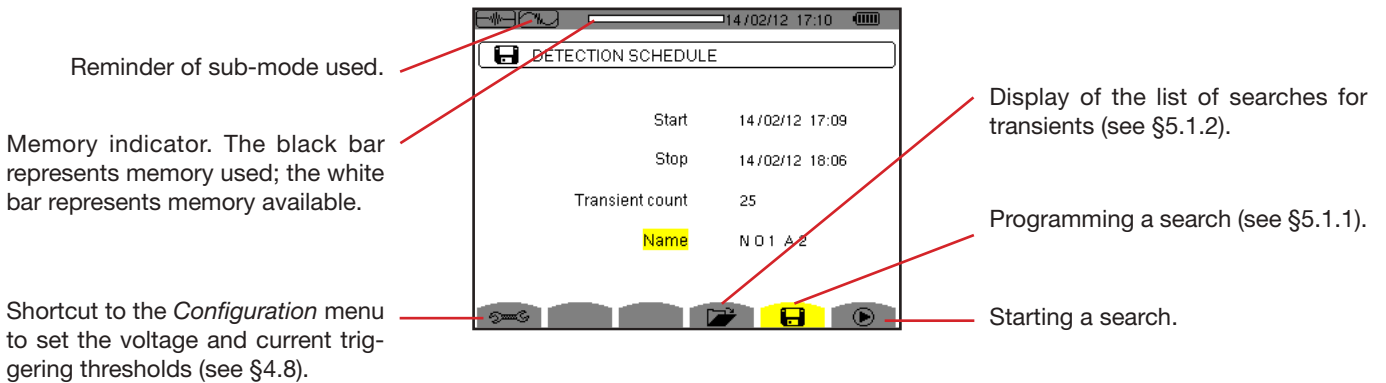 Reminder of sub-mode used.
Memory indicator. The black bar
represents memory used; the white
bar represents memory available.
Shortcut to the Configuration menu
to set the voltage and current trig-
gering thresholds (see §4.8).
14/02/12 17:10
DETECTION SCHEDULE
Start 14/02/12 17:09
Stop 14/02/12 18:06
Transient count 25
Name N O 1 A 2
Display of the list of searches for
transients (see §5.1.2).
Programming a search (see §5.1.1).
Starting a search.